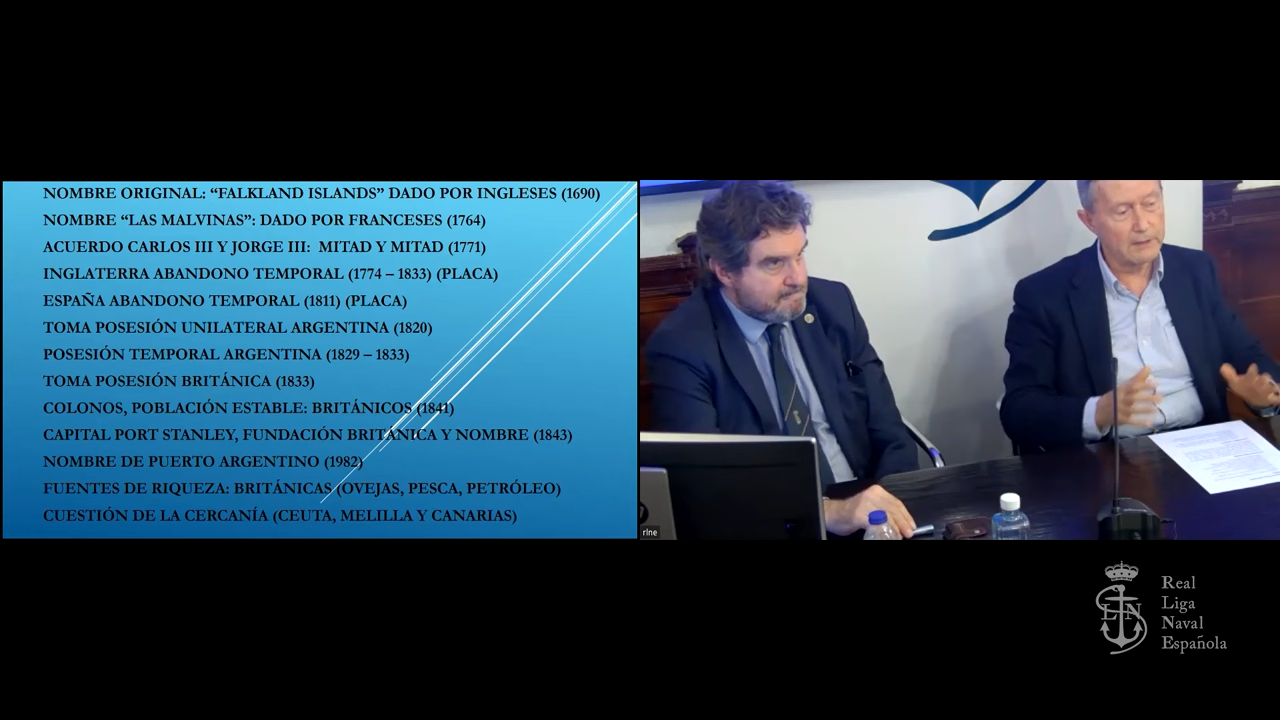 NOMBRE ORIGINAL: “FALKLAND ISLANDS” DADO POR INGLESES (1690)
NOMBRE “LAS MALVINAS”: DADO POR FRANCESES (1764)
ACUERDO CARLOS III Y JORGE III: MITAD Y MITAD (1771)
INGLATERRA ABANDONO TEMPORAL (1774 – 1833) (PLACA)
ESPAÑA ABANDONO TEMPORAL (1811) (PLACA)
TOMA POSESIÓN UNILATERAL ARGENTINA (1820)
POSESIÓN TEMPORAL ARGENTINA (1829 – 1833)
TOMA POSESIÓN BRITÁNICA (1833)
COLONOS, POBLACIÓN ESTABLE: BRITÁNICOS (1841)
CAPITAL PORT STANLEY, FUNDACIÓN BRITÁNICA Y NOMBRE (1843)
NOMBRE DE PUERTO ARGENTINO (1982)
FUENTES DE RIQUEZA: BRITÁNICAS (OVEJAS, PESCA, PETRÓLEO)
CUESTIÓN DE LA CERCANÍA (CEUTA, MELILLA Y CANARIAS)
rine
LN
Real
Liga
Naval
Española